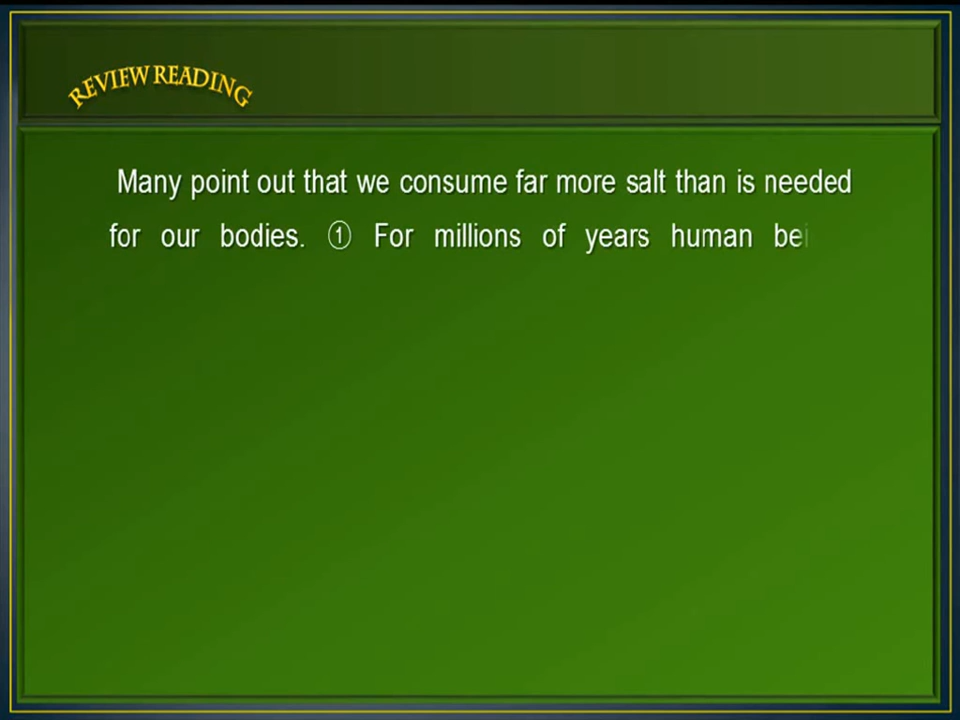 REVIEW READING
Many point out that we consume far more salt than is needed
for our bodies. ① For millions of years human